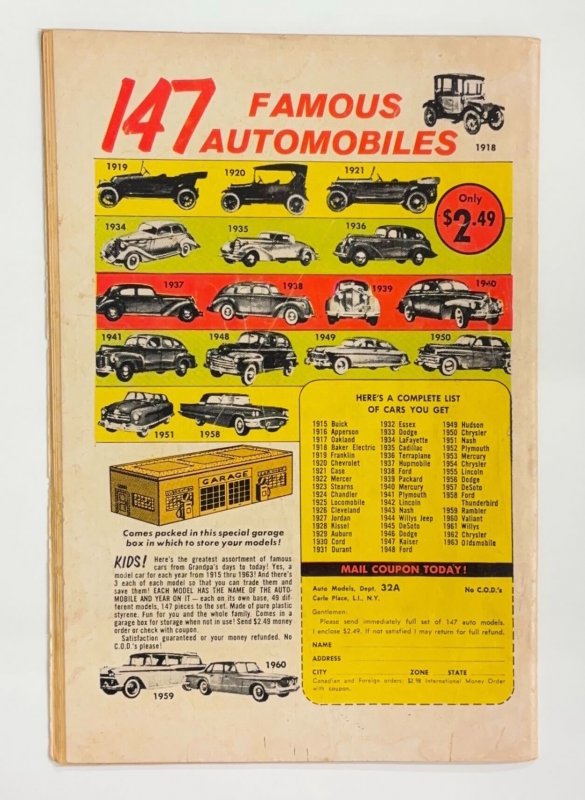 147 FAMOUS
AUTOMOBILES
1918
1919
1920
1921
Only
$2.49
1934
1935
1936
1937
1938
1939
1940
1941
1948
1949
1950
1951
1958
GARAGE
Comes packed in this special garage
box in which to store your models!
KIDS! Here's the greatest assortment of famous
cars from Grandpa's days to today! Yes, a
model car for each year from 1915 thru 1963! And there's
3 each of each model so that you can trade them and
save them! EACH MODEL HAS THE NAME OF THE AUTO-
MOBILE AND YEAR ON IT — each on its own base, 49 dif-
ferent models, 147 pieces to the set. Made of pure plastic
styrene. Fun for you and the whole family. Comes in a
garage box for storage when not in use! Send $2.49 money
order or check with coupon.
Satisfaction guaranteed or your money refunded. No
C.O.D.'s please!
1959
1960
HERE'S A COMPLETE LIST
OF CARS YOU GET
1915 Buick
1916 Apperson
1917 Oakland
1918 Baker Electric
1919 Franklin
1920 Chevrolet
1921 Case
1922 Mercer
1923 Stearns
1924 Chandler
1925 Hudson
1926 Cleveland
1927 Jordan
1928 Kissel
1929 Auburn
1930 Cord
1931 Durant
1932 Essex
1933 Dodge
1934 LaFayette
1935 Cadillac
1936 Terraplane
1937 Hupmobile
1938 Ford
1939 Packard
1940 Mercury
1941 Plymouth
1942 Oldsmobile
1943 Nash
1944 Willys Jeep
1945 DeSoto
1946 Dodge
1947 Kaiser
1948 Ford
1949 Hudson
1950 Chrysler
1951 Nash
1952 Plymouth
1953 Mercury
1954 Chrysler
1955 Lincoln
1956 Dodge
1957 DeSoto
1958 Ford
Thunderbird
1959 Rambler
1960 Valiant
1961 Willys
1962 Chrysler
1963 Oldsmobile
MAIL COUPON TODAY!
Auto Models, Dept. 32A No C.O.D.'s
Carle Place, L.I., N.Y.
Gentlemen:
Please send immediately full set of 147 auto models.
I enclose $2.49. If not satisfied I may return for full refund.
NAME
ADDRESS
CITY ZONE STATE
Canadian and Foreign orders: $2.98 International Money Order
with coupon.